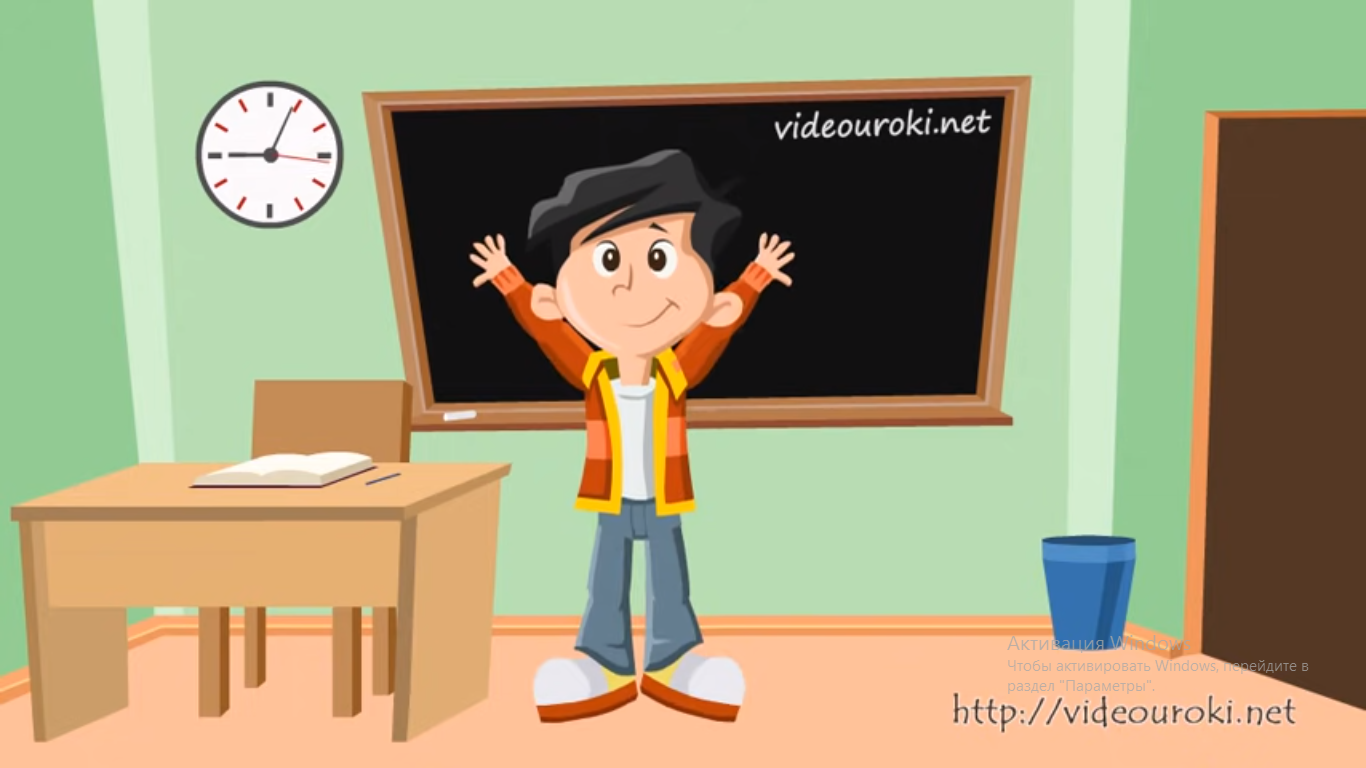 videouroki.net
Активация Windows
Чтобы активировать Windows, перейдите в
раздел "Параметры".
http://videouroki.net